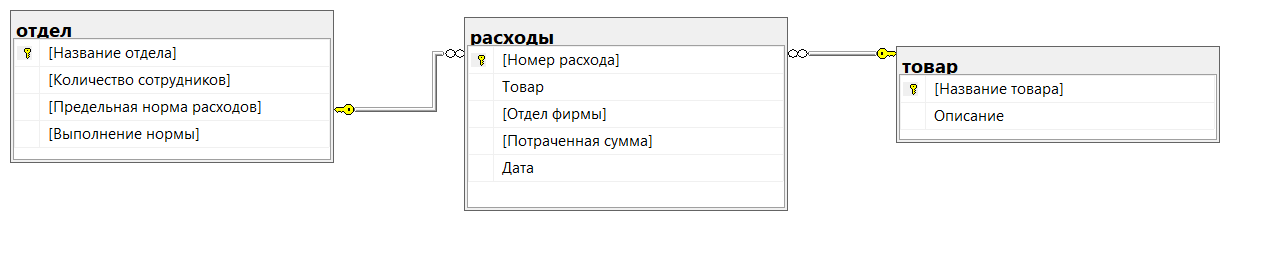 отдел
[Название отдела]
[Количество сотрудников]
[Предельная норма расходов]
[Выполнение нормы]
расходы
[Номер расхода]
Товар
[Отдел фирмы]
[Потраченная сумма]
Дата
товар
[Название товара]
Описание